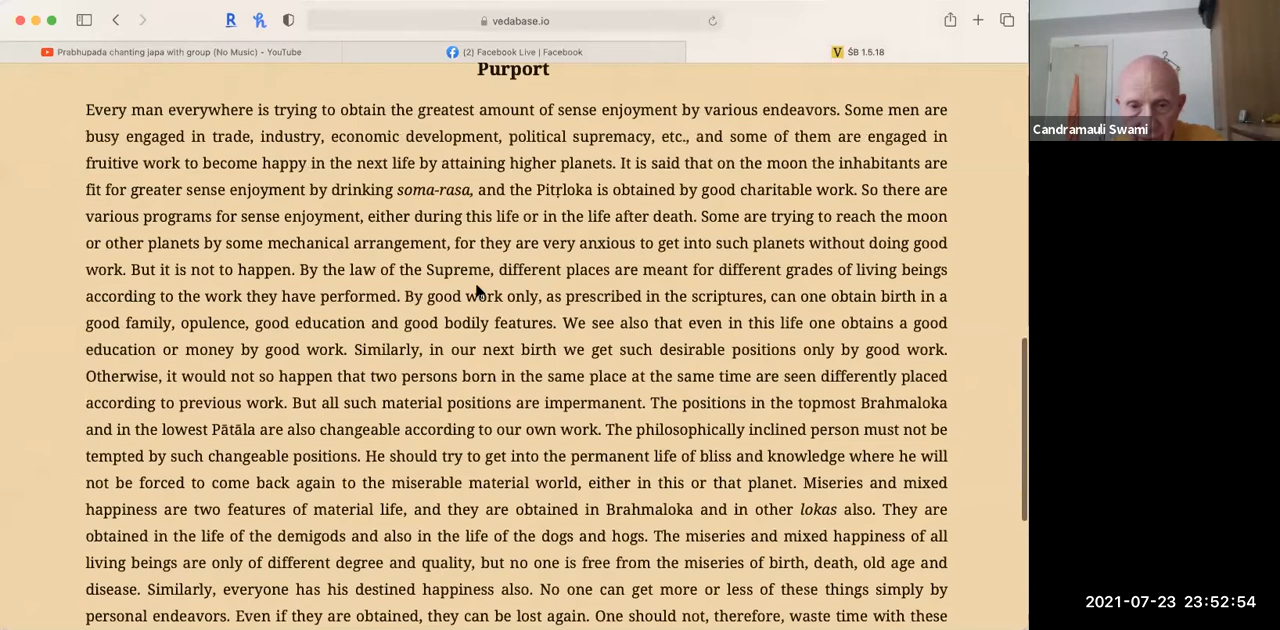 vedabase.io
Prabhupada chanting japa with group (No Music) - YouTube
(2) Facebook Live | Facebook
V ŚB 1.5.18
Purport
Every man everywhere is trying to obtain the greatest amount of sense enjoyment by various endeavors. Some men are
busy engaged in trade, industry, economic development, political supremacy, etc., and some of them are engaged in
fruitive work to become happy in the next life by attaining higher planets. It is said that on the moon the inhabitants are
fit for greater sense enjoyment by drinking soma-rasa, and the Pitṛloka is obtained by good charitable work. So there are
various programs for sense enjoyment, either during this life or in the life after death. Some are trying to reach the moon
or other planets by some mechanical arrangement, for they are very anxious to get into such planets without doing good
work. But it is not to happen. By the law of the Supreme, different places are meant for different grades of living beings
according to the work they have performed. By good work only, as prescribed in the scriptures, can one obtain birth in a
good family, opulence, good education and good bodily features. We see also that even in this life one obtains a good
education or money by good work. Similarly, in our next birth we get such desirable positions only by good work.
Otherwise, it would not so happen that two persons born in the same place at the same time are seen differently placed
according to previous work. But all such material positions are impermanent. The positions in the topmost Brahmaloka
and in the lowest Pātāla are also changeable according to our own work. The philosophically inclined person must not be
tempted by such changeable positions. He should try to get into the permanent life of bliss and knowledge where he will
not be forced to come back again to the miserable material world, either in this or that planet. Miseries and mixed
happiness are two features of material life, and they are obtained in Brahmaloka and in other lokas also. They are
obtained in the life of the demigods and also in the life of the dogs and hogs. The miseries and mixed happiness of all
living beings are only of different degree and quality, but no one is free from the miseries of birth, death, old age and
disease. Similarly, everyone has his destined happiness also. No one can get more or less of these things simply by
personal endeavors. Even if they are obtained, they can be lost again. One should not, therefore, waste time with these
Candramauli Swami
2021-07-23 23:52:54